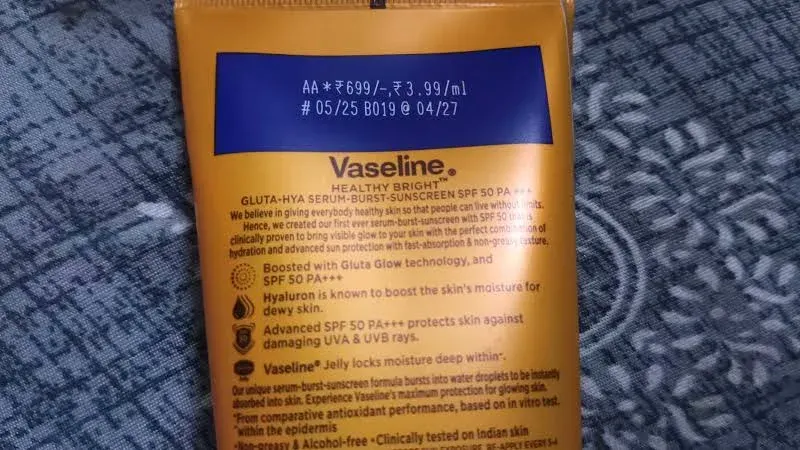 AA*₹699/-,₹3.99/ml
# 05/25 B019 @ 04/27
Vaseline®
HEALTHY BRIGHT™
GLUTA-HYA SERUM-BURST-SUNSCREEN SPF 50 PA +++
We believe in giving everybody healthy skin so that people can live without limits.
Hence, we created our first ever serum-burst-sunscreen with SPF 50 that is
clinically proven to bring visible glow to your skin with the perfect combination of
hydration and advanced sun protection with fast-absorption & non-greasy texture.
Boosted with Gluta Glow technology, and
SPF 50 PA+++
Hyaluron is known to boost the skin's moisture for
dewy skin.
Advanced SPF 50 PA+++ protects skin against
damaging UVA & UVB rays.
Vaseline® Jelly locks moisture deep within~.
Our unique serum-burst-sunscreen formula bursts into water droplets to be instantly
absorbed into skin. Experience Vaseline's maximum protection for glowing skin.
*From comparative antioxidant performance, based on in vitro test.
~within the epidermis
•Non-greasy & Alcohol-free •Clinically tested on Indian skin
RE-APPLY EVERY 3-4